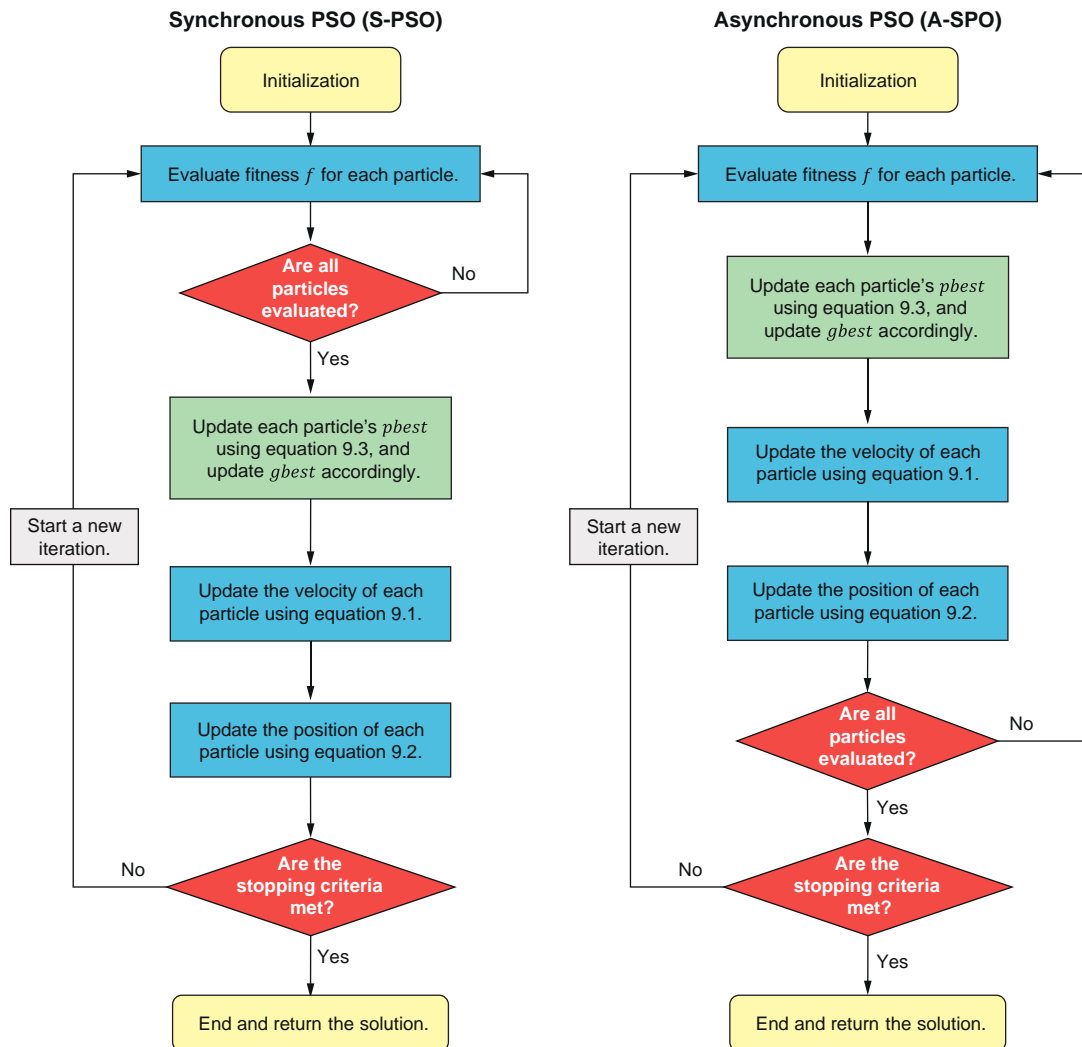 Synchronous PSO (S-PSO)
Initialization
Evaluate fitness f for each particle.
Are all
particles
evaluated?
No
Yes
Update each particle's pbest
using equation 9.3, and
update gbest accordingly.
Start a new
iteration.
Update the velocity of each
particle using equation 9.1.
Update the position of each
particle using equation 9.2.
No
Are the
stopping criteria
met?
Yes
End and return the solution.
Asynchronous PSO (A-SPO)
Initialization
Evaluate fitness f for each particle.
Update each particle's pbest
using equation 9.3, and
update gbest accordingly.
Update the velocity of each
particle using equation 9.1.
Start a new
iteration.
Update the position of each
particle using equation 9.2.
Are all
particles
evaluated?
No
Yes
No
Are the
stopping criteria
met?
Yes
End and return the solution.